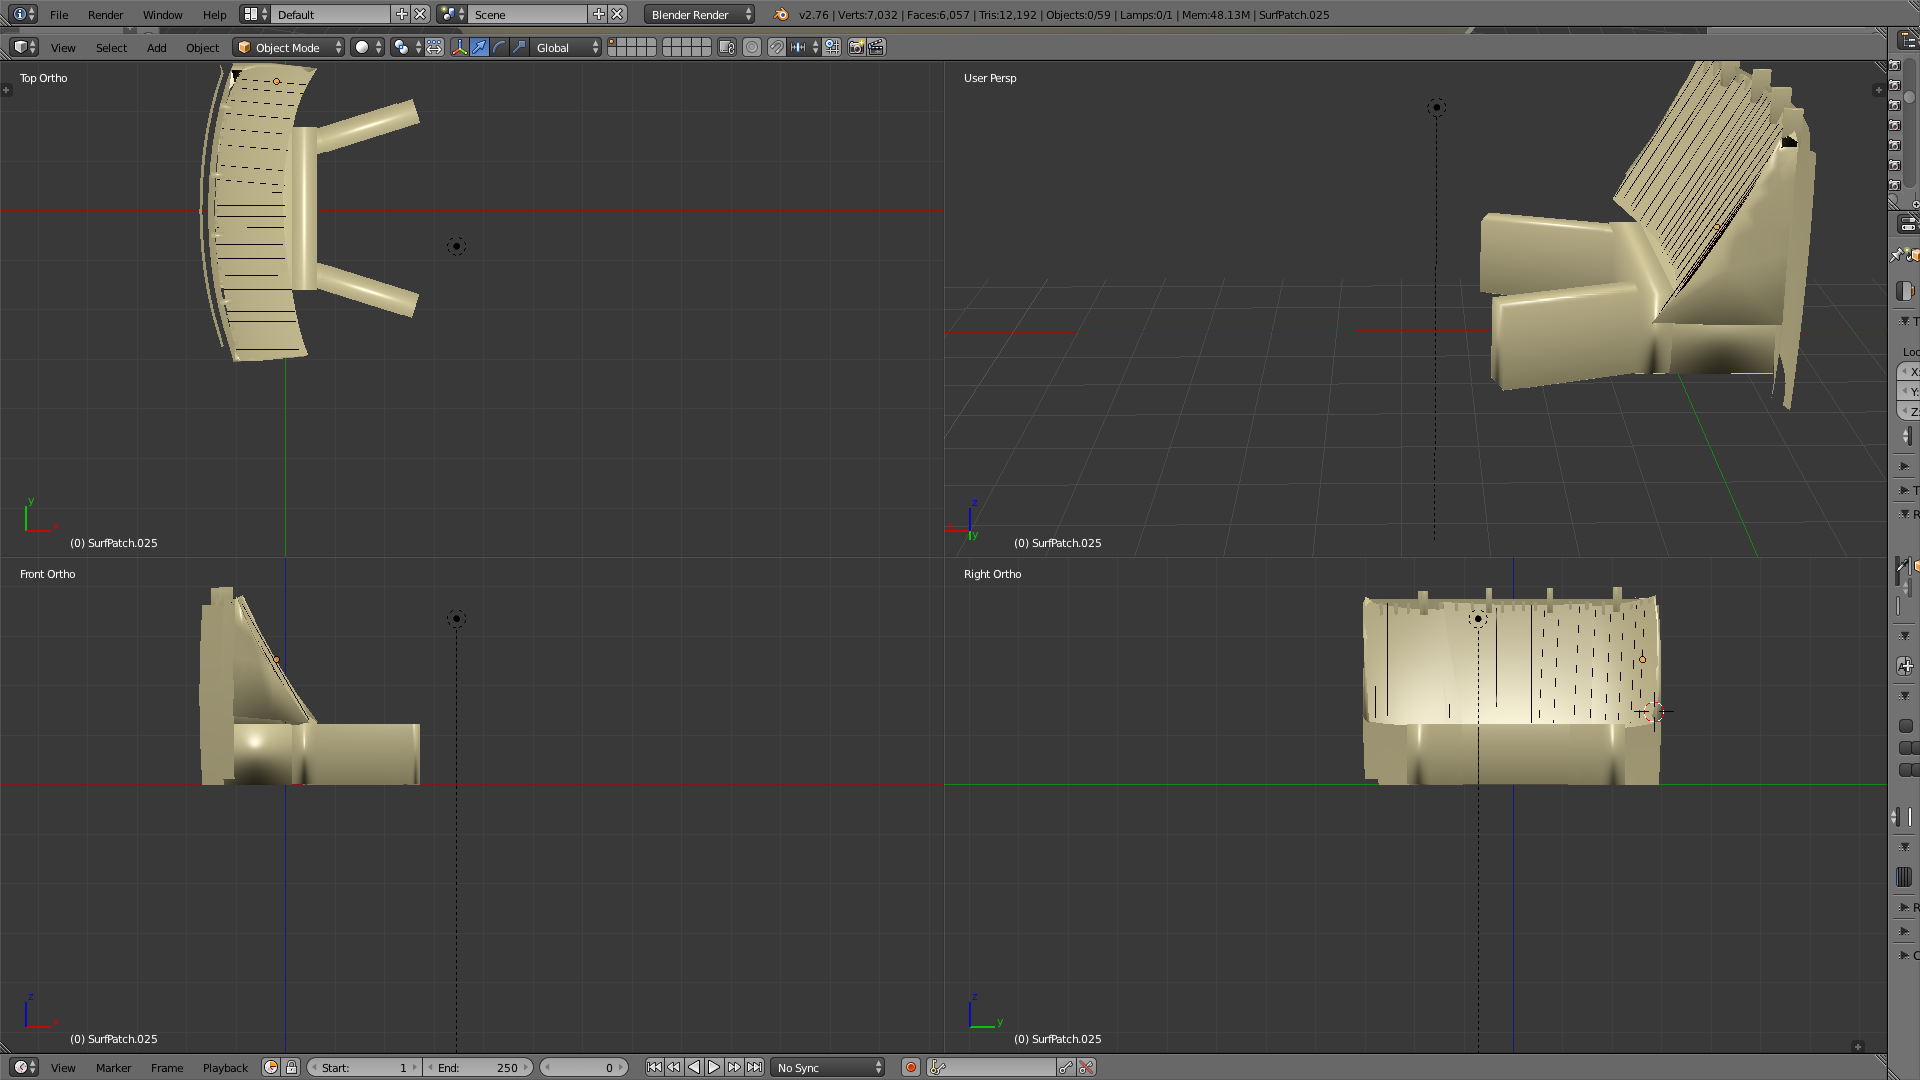 File Render Window Help Default Scene Blender Render v2.76 | Verts:7,032 | Faces:6,057 | Tris:12,192 | Objects:0/59 | Lamps:0/1 | Mem:48.13M | SurfPatch.025
View Select Add Object Object Mode Global
Top Ortho
User Persp
y
x
(0) SurfPatch.025
z
y
(0) SurfPatch.025
Front Ortho
Right Ortho
z
x
(0) SurfPatch.025
z
y
(0) SurfPatch.025
Loc
X:
Y:
Z:
View Marker Frame Playback Start: 1 End: 250 0 No Sync